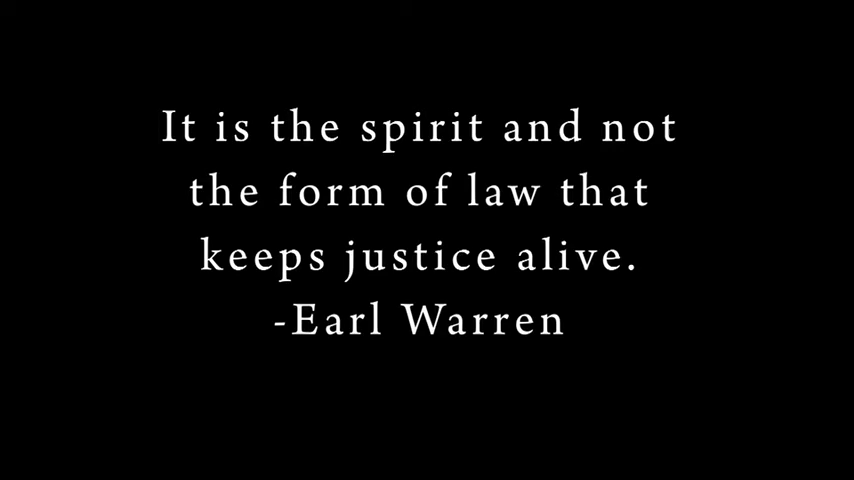 It is the spirit and not
the form of law that
keeps justice alive.
-Earl Warren